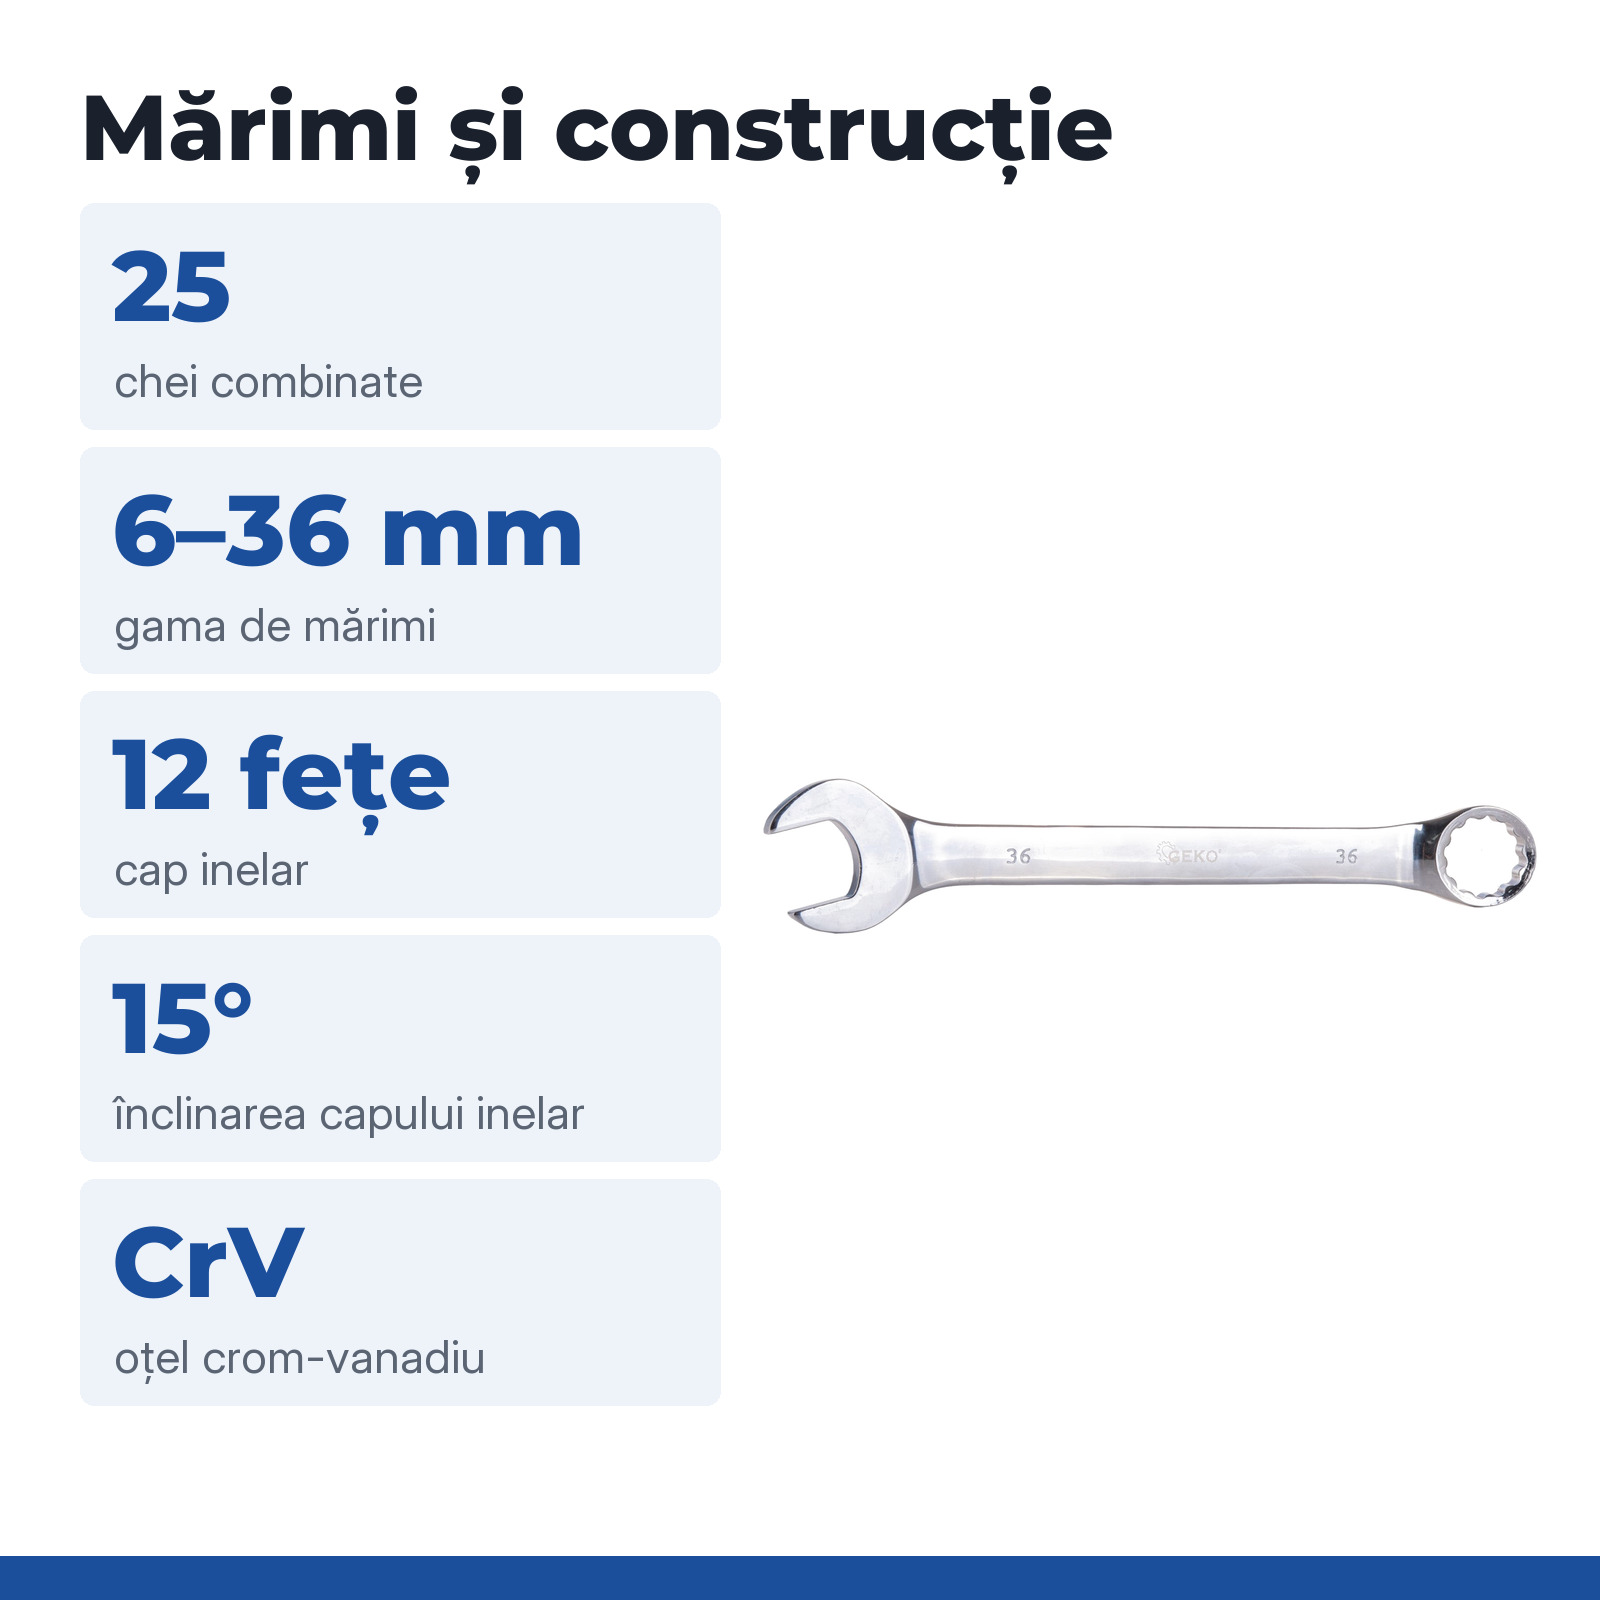 Mărimi și construcție
25
chei combinate
6–36 mm
gama de mărimi
12 fețe
cap inelar
15°
înclinarea capului inelar
CrV
oțel crom-vanadiu
36 GEKO 36